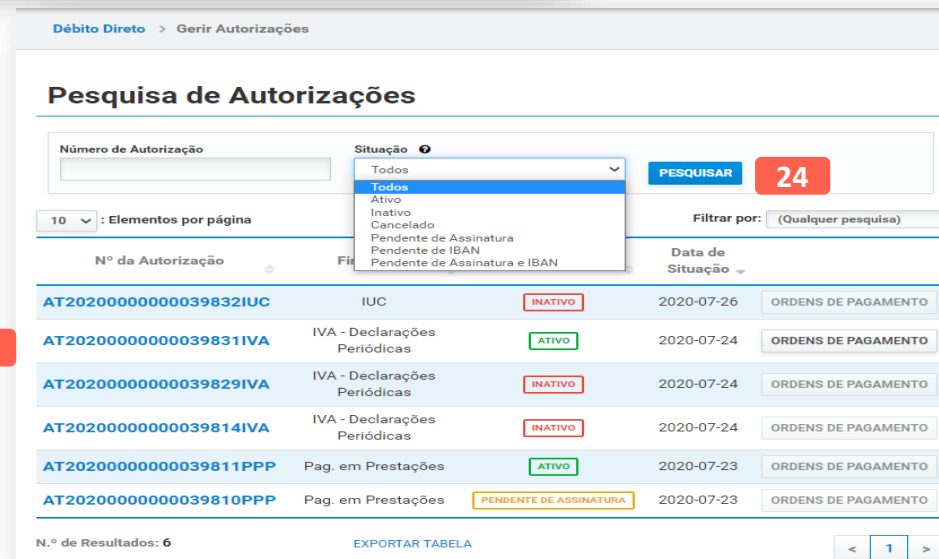 Débito Direto > Gerir Autorizações
Pesquisa de Autorizações
Número de Autorização
Situação
Todos
PESQUISAR
24
Todos
Ativo
Inativo
Cancelado
Pendente de Assinatura
Pendente de IBAN
Pendente de Assinatura e IBAN
10 : Elementos por página
Filtrar por: (Qualquer pesquisa)
Nº da Autorização
Data de
Situação
AT20200000000039832IUC IUC INATIVO 2020-07-26 ORDENS DE PAGAMENTO
AT20200000000039831IVA IVA - Declarações Periódicas ATIVO 2020-07-24 ORDENS DE PAGAMENTO
AT20200000000039829IVA IVA - Declarações Periódicas INATIVO 2020-07-24 ORDENS DE PAGAMENTO
AT20200000000039814IVA IVA - Declarações Periódicas INATIVO 2020-07-24 ORDENS DE PAGAMENTO
AT20200000000039811PPP Pag. em Prestações ATIVO 2020-07-23 ORDENS DE PAGAMENTO
AT20200000000039810PPP Pag. em Prestações PENDENTE DE ASSINATURA 2020-07-23 ORDENS DE PAGAMENTO
N.º de Resultados: 6
EXPORTAR TABELA
< 1 >